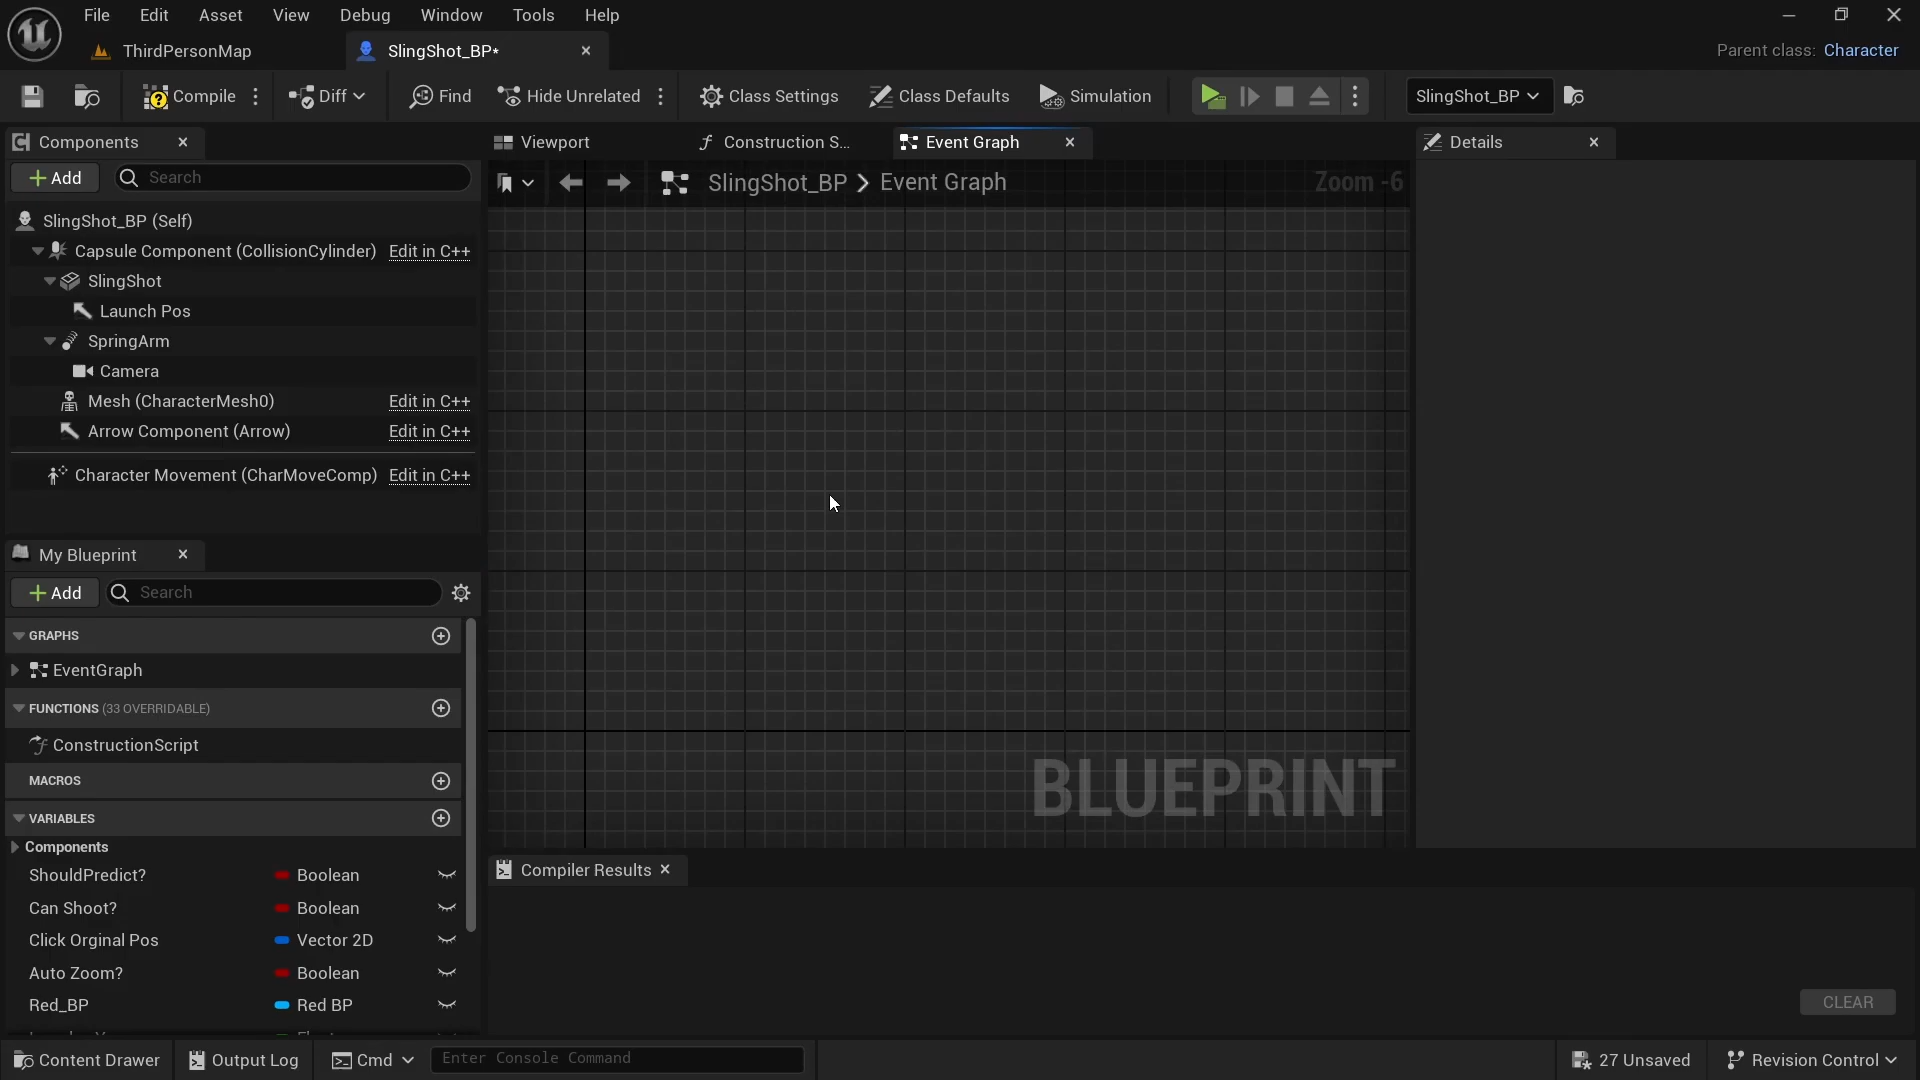 File Edit Asset View Debug Window Tools Help
ThirdPersonMap SlingShot_BP* Parent class: Character
Compile Diff Find Hide Unrelated Class Settings Class Defaults Simulation SlingShot_BP
Components Viewport Construction S... Event Graph Details
Add Search
SlingShot_BP > Event Graph Zoom -6
SlingShot_BP (Self)
Capsule Component (CollisionCylinder) Edit in C++
SlingShot
Launch Pos
SpringArm
Camera
Mesh (CharacterMesh0) Edit in C++
Arrow Component (Arrow) Edit in C++
Character Movement (CharMoveComp) Edit in C++
My Blueprint
Add Search
GRAPHS
EventGraph
FUNCTIONS (33 OVERRIDABLE)
ConstructionScript
MACROS
VARIABLES
Components
ShouldPredict? Boolean
Can Shoot? Boolean
Click Orginal Pos Vector 2D
Auto Zoom? Boolean
Red_BP Red BP
BLUEPRINT
Compiler Results
CLEAR
Content Drawer Output Log Cmd Enter Console Command 27 Unsaved Revision Control